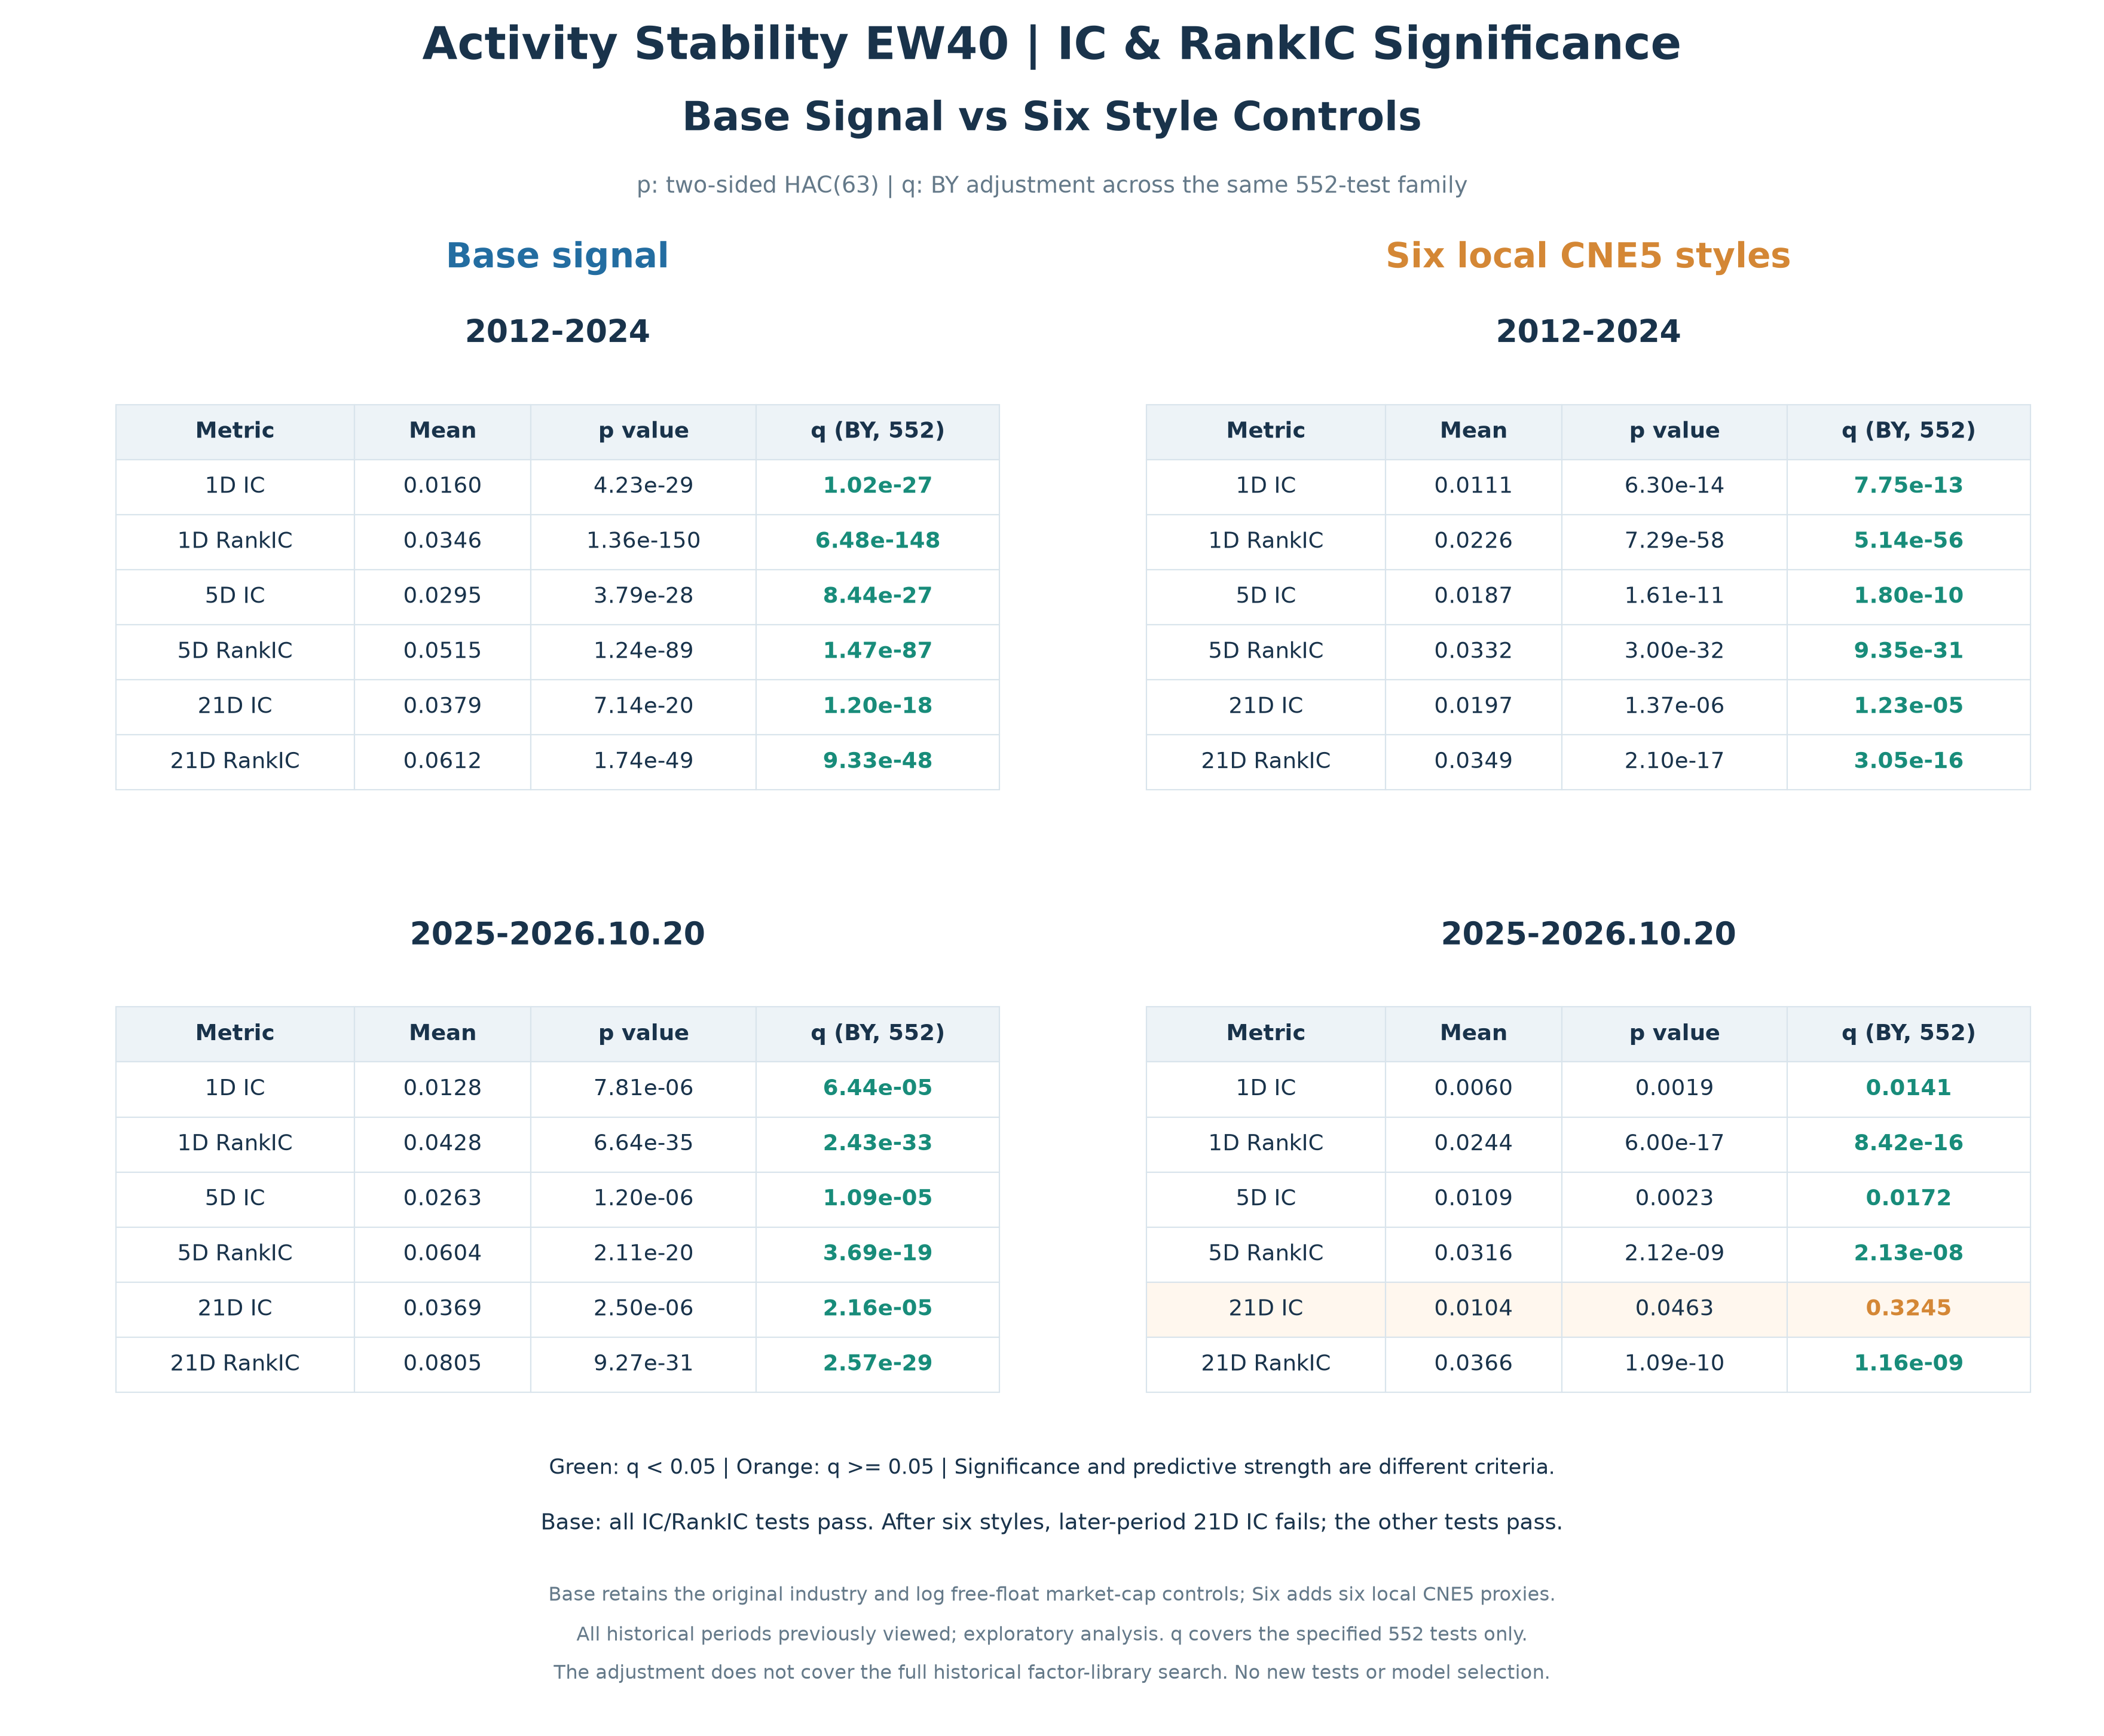 Activity Stability EW40 | IC & RankIC Significance
Base Signal vs Six Style Controls
p: two-sided HAC(63) | q: BY adjustment across the same 552-test family
Base signal
2012-2024
Metric Mean p value q (BY, 552)
1D IC 0.0160 4.23e-29 1.02e-27
1D RankIC 0.0346 1.36e-150 6.48e-148
5D IC 0.0295 3.79e-28 8.44e-27
5D RankIC 0.0515 1.24e-89 1.47e-87
21D IC 0.0379 7.14e-20 1.20e-18
21D RankIC 0.0612 1.74e-49 9.33e-48
Six local CNE5 styles
2012-2024
Metric Mean p value q (BY, 552)
1D IC 0.0111 6.30e-14 7.75e-13
1D RankIC 0.0226 7.29e-58 5.14e-56
5D IC 0.0187 1.61e-11 1.80e-10
5D RankIC 0.0332 3.00e-32 9.35e-31
21D IC 0.0197 1.37e-06 1.23e-05
21D RankIC 0.0349 2.10e-17 3.05e-16
2025-2026.10.20
Metric Mean p value q (BY, 552)
1D IC 0.0128 7.81e-06 6.44e-05
1D RankIC 0.0428 6.64e-35 2.43e-33
5D IC 0.0263 1.20e-06 1.09e-05
5D RankIC 0.0604 2.11e-20 3.69e-19
21D IC 0.0369 2.50e-06 2.16e-05
21D RankIC 0.0805 9.27e-31 2.57e-29
2025-2026.10.20
Metric Mean p value q (BY, 552)
1D IC 0.0060 0.0019 0.0141
1D RankIC 0.0244 6.00e-17 8.42e-16
5D IC 0.0109 0.0023 0.0172
5D RankIC 0.0316 2.12e-09 2.13e-08
21D IC 0.0104 0.0463 0.3245
21D RankIC 0.0366 1.09e-10 1.16e-09
Green: q < 0.05 | Orange: q >= 0.05 | Significance and predictive strength are different criteria.
Base: all IC/RankIC tests pass. After six styles, later-period 21D IC fails; the other tests pass.
Base retains the original industry and log free-float market-cap controls; Six adds six local CNE5 proxies.
All historical periods previously viewed; exploratory analysis. q covers the specified 552 tests only.
The adjustment does not cover the full historical factor-library search. No new tests or model selection.